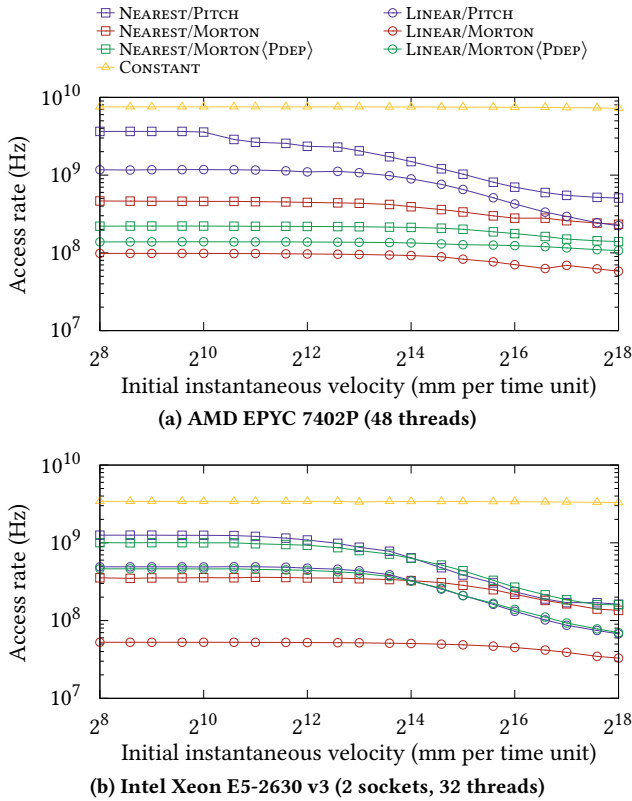 NEAREST/PITCH LINEAR/PITCH
NEAREST/MORTON LINEAR/MORTON
NEAREST/MORTON⟨PDEP⟩ LINEAR/MORTON⟨PDEP⟩
CONSTANT
10^10
10^9
10^8
10^7
Access rate (Hz)
2^8 2^10 2^12 2^14 2^16 2^18
Initial instantaneous velocity (mm per time unit)
(a) AMD EPYC 7402P (48 threads)
10^10
10^9
10^8
10^7
Access rate (Hz)
2^8 2^10 2^12 2^14 2^16 2^18
Initial instantaneous velocity (mm per time unit)
(b) Intel Xeon E5-2630 v3 (2 sockets, 32 threads)